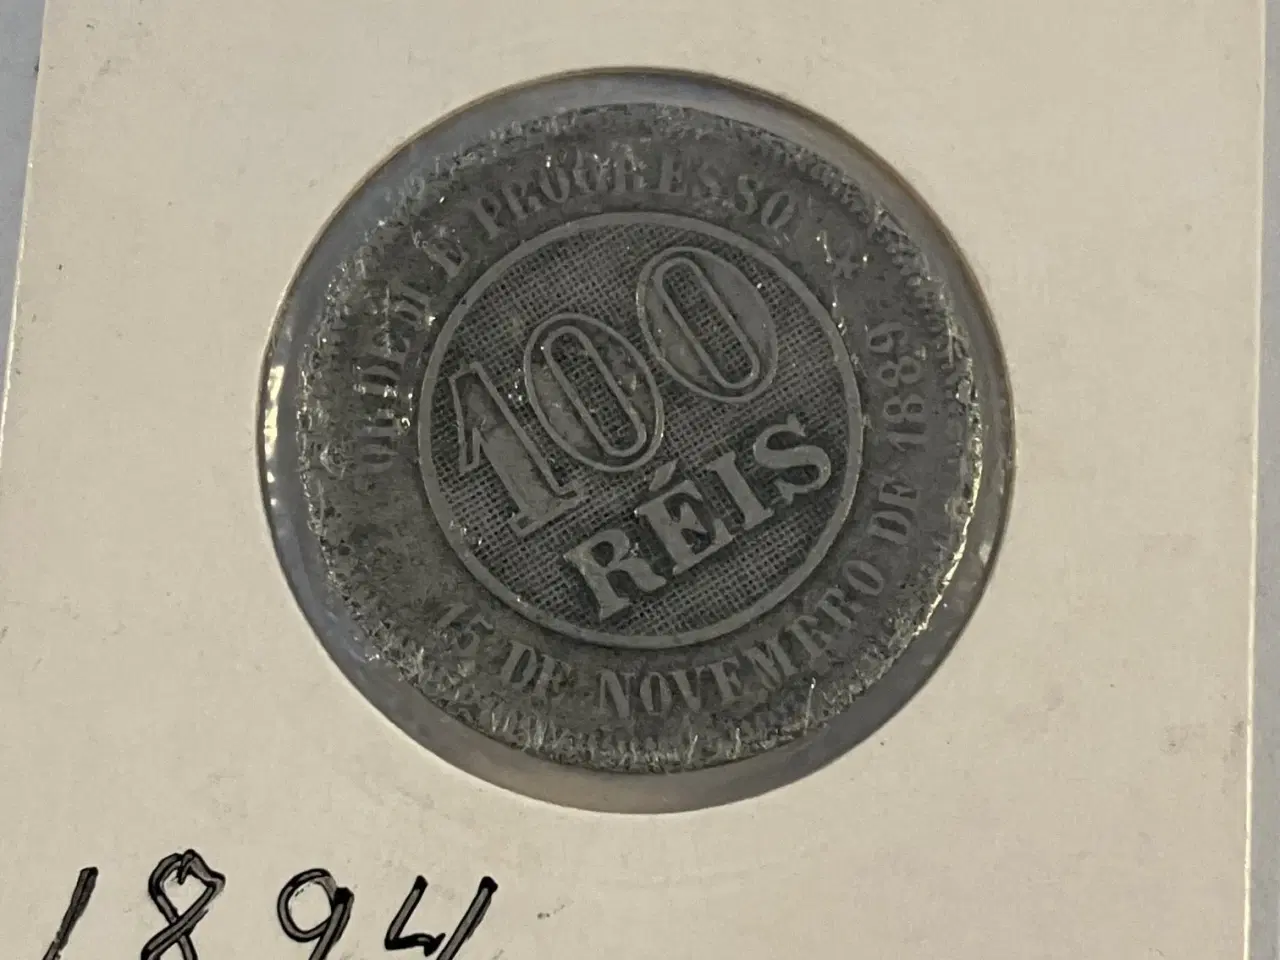 ORDEM E PROGRESSO
100
RÉIS
15 DE NOVEMBRO DE 1889
1894